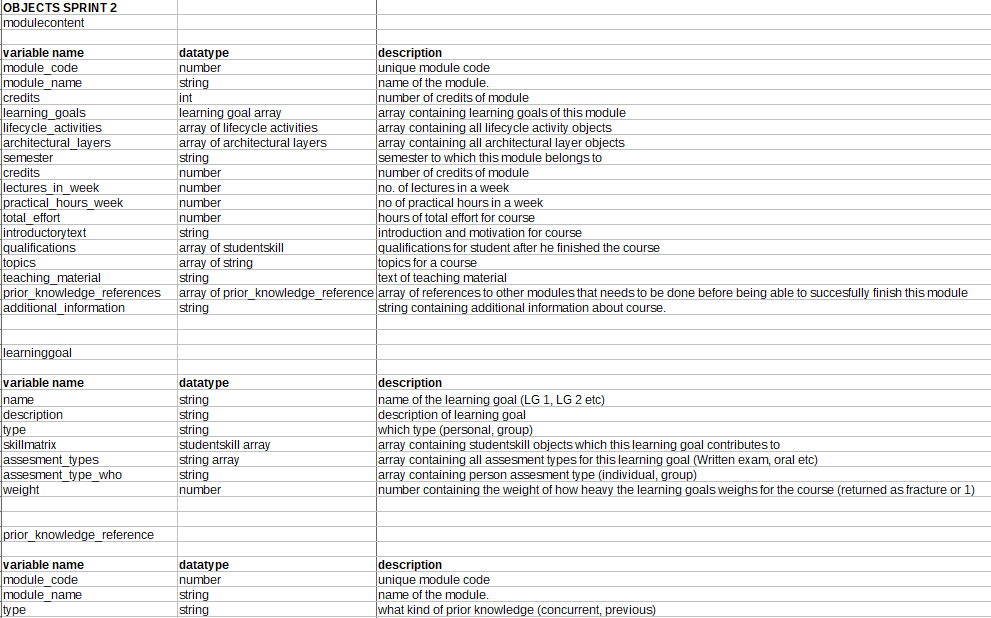 OBJECTS SPRINT 2
modulecontent
variable name datatype description
module_code number unique module code
module_name string name of the module.
credits int number of credits of module
learning_goals learning goal array array containing learning goals of this module
lifecycle_activities array of lifecycle activities array containing all lifecycle activity objects
architectural_layers array of architectural layers array containing all architectural layer objects
semester string semester to which this module belongs to
credits number number of credits of module
lectures_in_week number no. of lectures in a week
practical_hours_week number no of practical hours in a week
total_effort number hours of total effort for course
introductorytext string introduction and motivation for course
qualifications array of studentskill qualifications for student after he finished the course
topics array of string topics for a course
teaching_material string text of teaching material
prior_knowledge_references array of prior_knowledge_reference array of references to other modules that needs to be done before being able to succesfully finish this module
additional_information string string containing additional information about course.
learninggoal
variable name datatype description
name string name of the learning goal (LG 1, LG 2 etc)
description string description of learning goal
type string which type (personal, group)
skillmatrix studentskill array array containing studentskill objects which this learning goal contributes to
assesment_types string array array containing all assesment types for this learning goal (Written exam, oral etc)
assesment_type_who string array containing person assesment type (individual, group)
weight number number containing the weight of how heavy the learning goals weighs for the course (returned as fracture or 1)
prior_knowledge_reference
variable name datatype description
module_code number unique module code
module_name string name of the module.
type string what kind of prior knowledge (concurrent, previous)